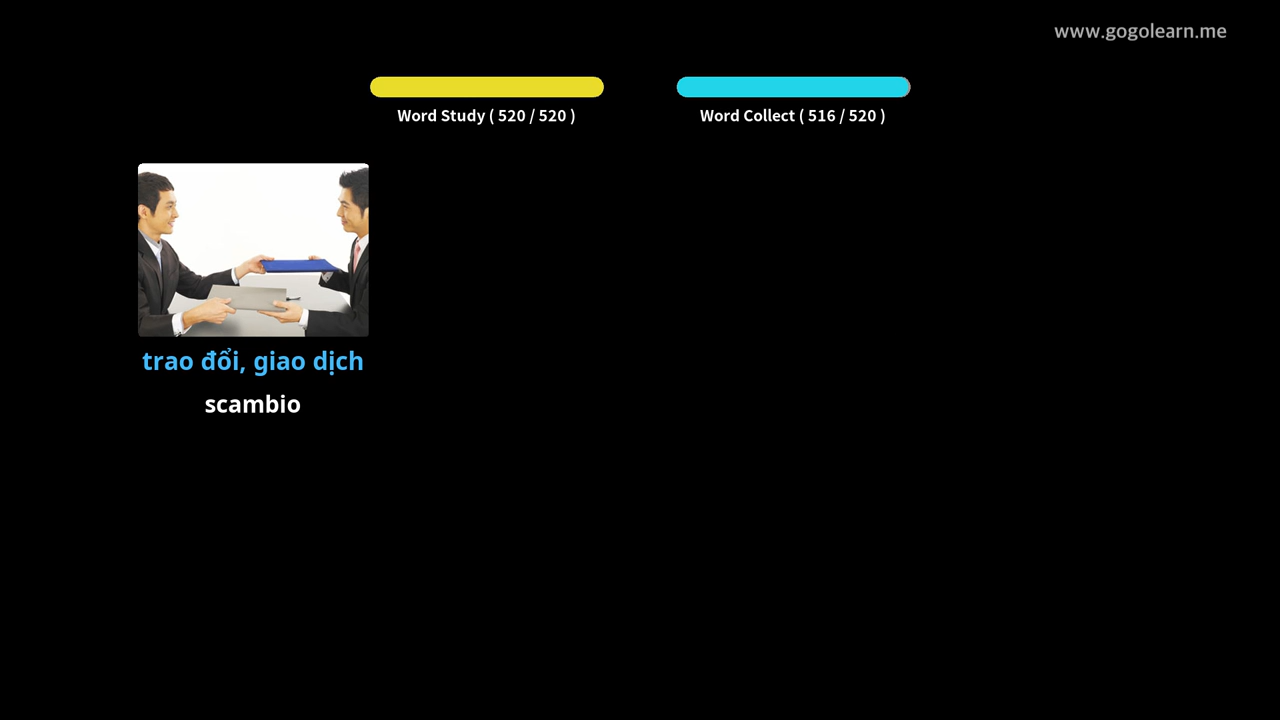 www.gogolearn.me
Word Study ( 520 / 520 )
Word Collect ( 516 / 520 )
trao đổi, giao dịch
scambio